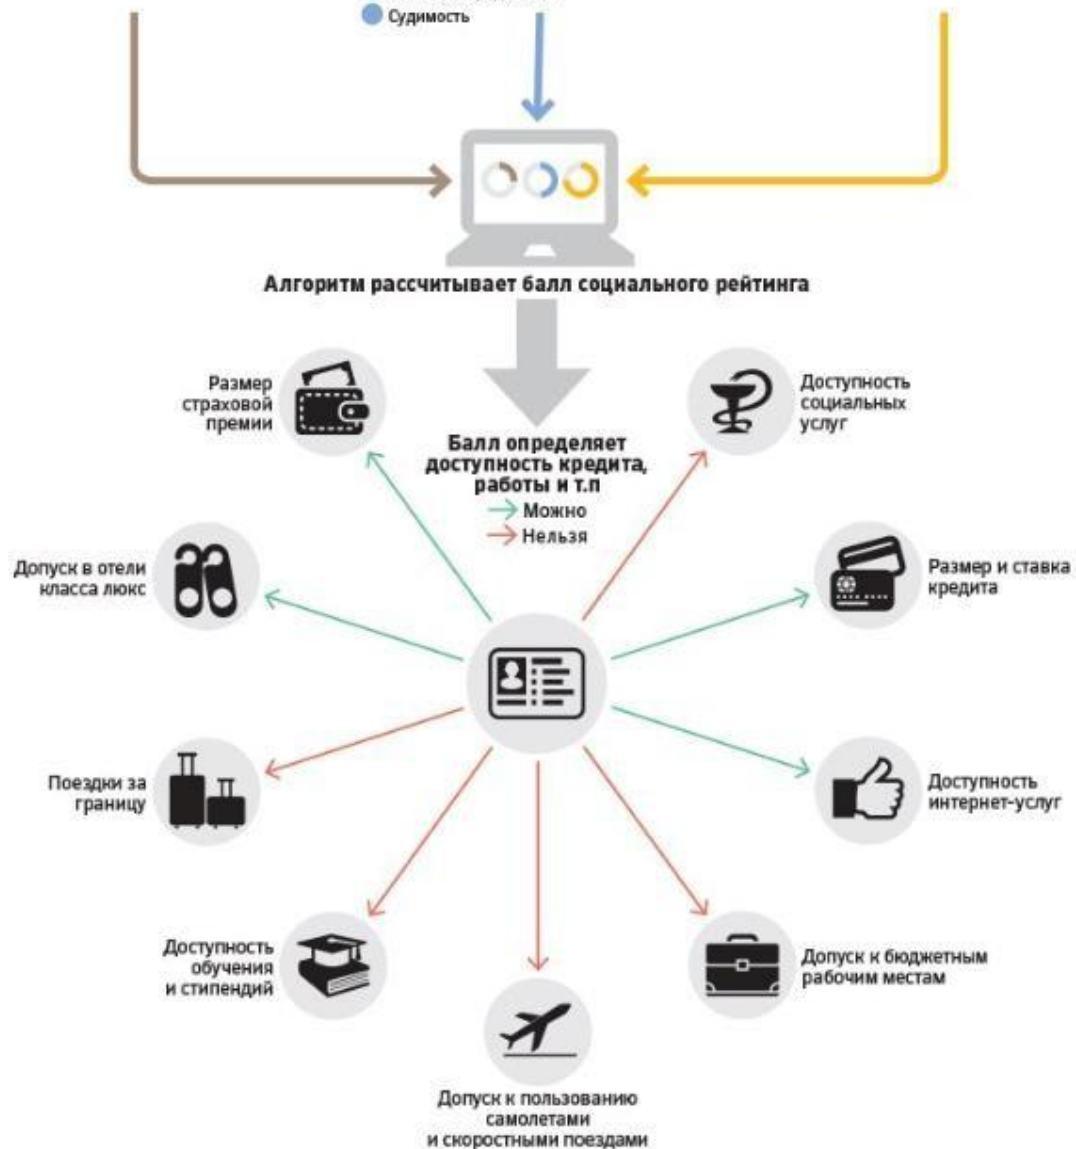 Судимость
Алгоритм рассчитывает балл социального рейтинга
Размер
страховой
премии
Доступность
социальных
услуг
Балл определяет
доступность кредита,
работы и т.п
Можно
Нельзя
Допуск в отели
класса люкс
Размер и ставка
кредита
Поездки за
границу
Доступность
интернет-услуг
Доступность
обучения
и стипендий
Допуск к бюджетным
рабочим местам
Допуск к пользованию
самолетами
и скоростными поездами